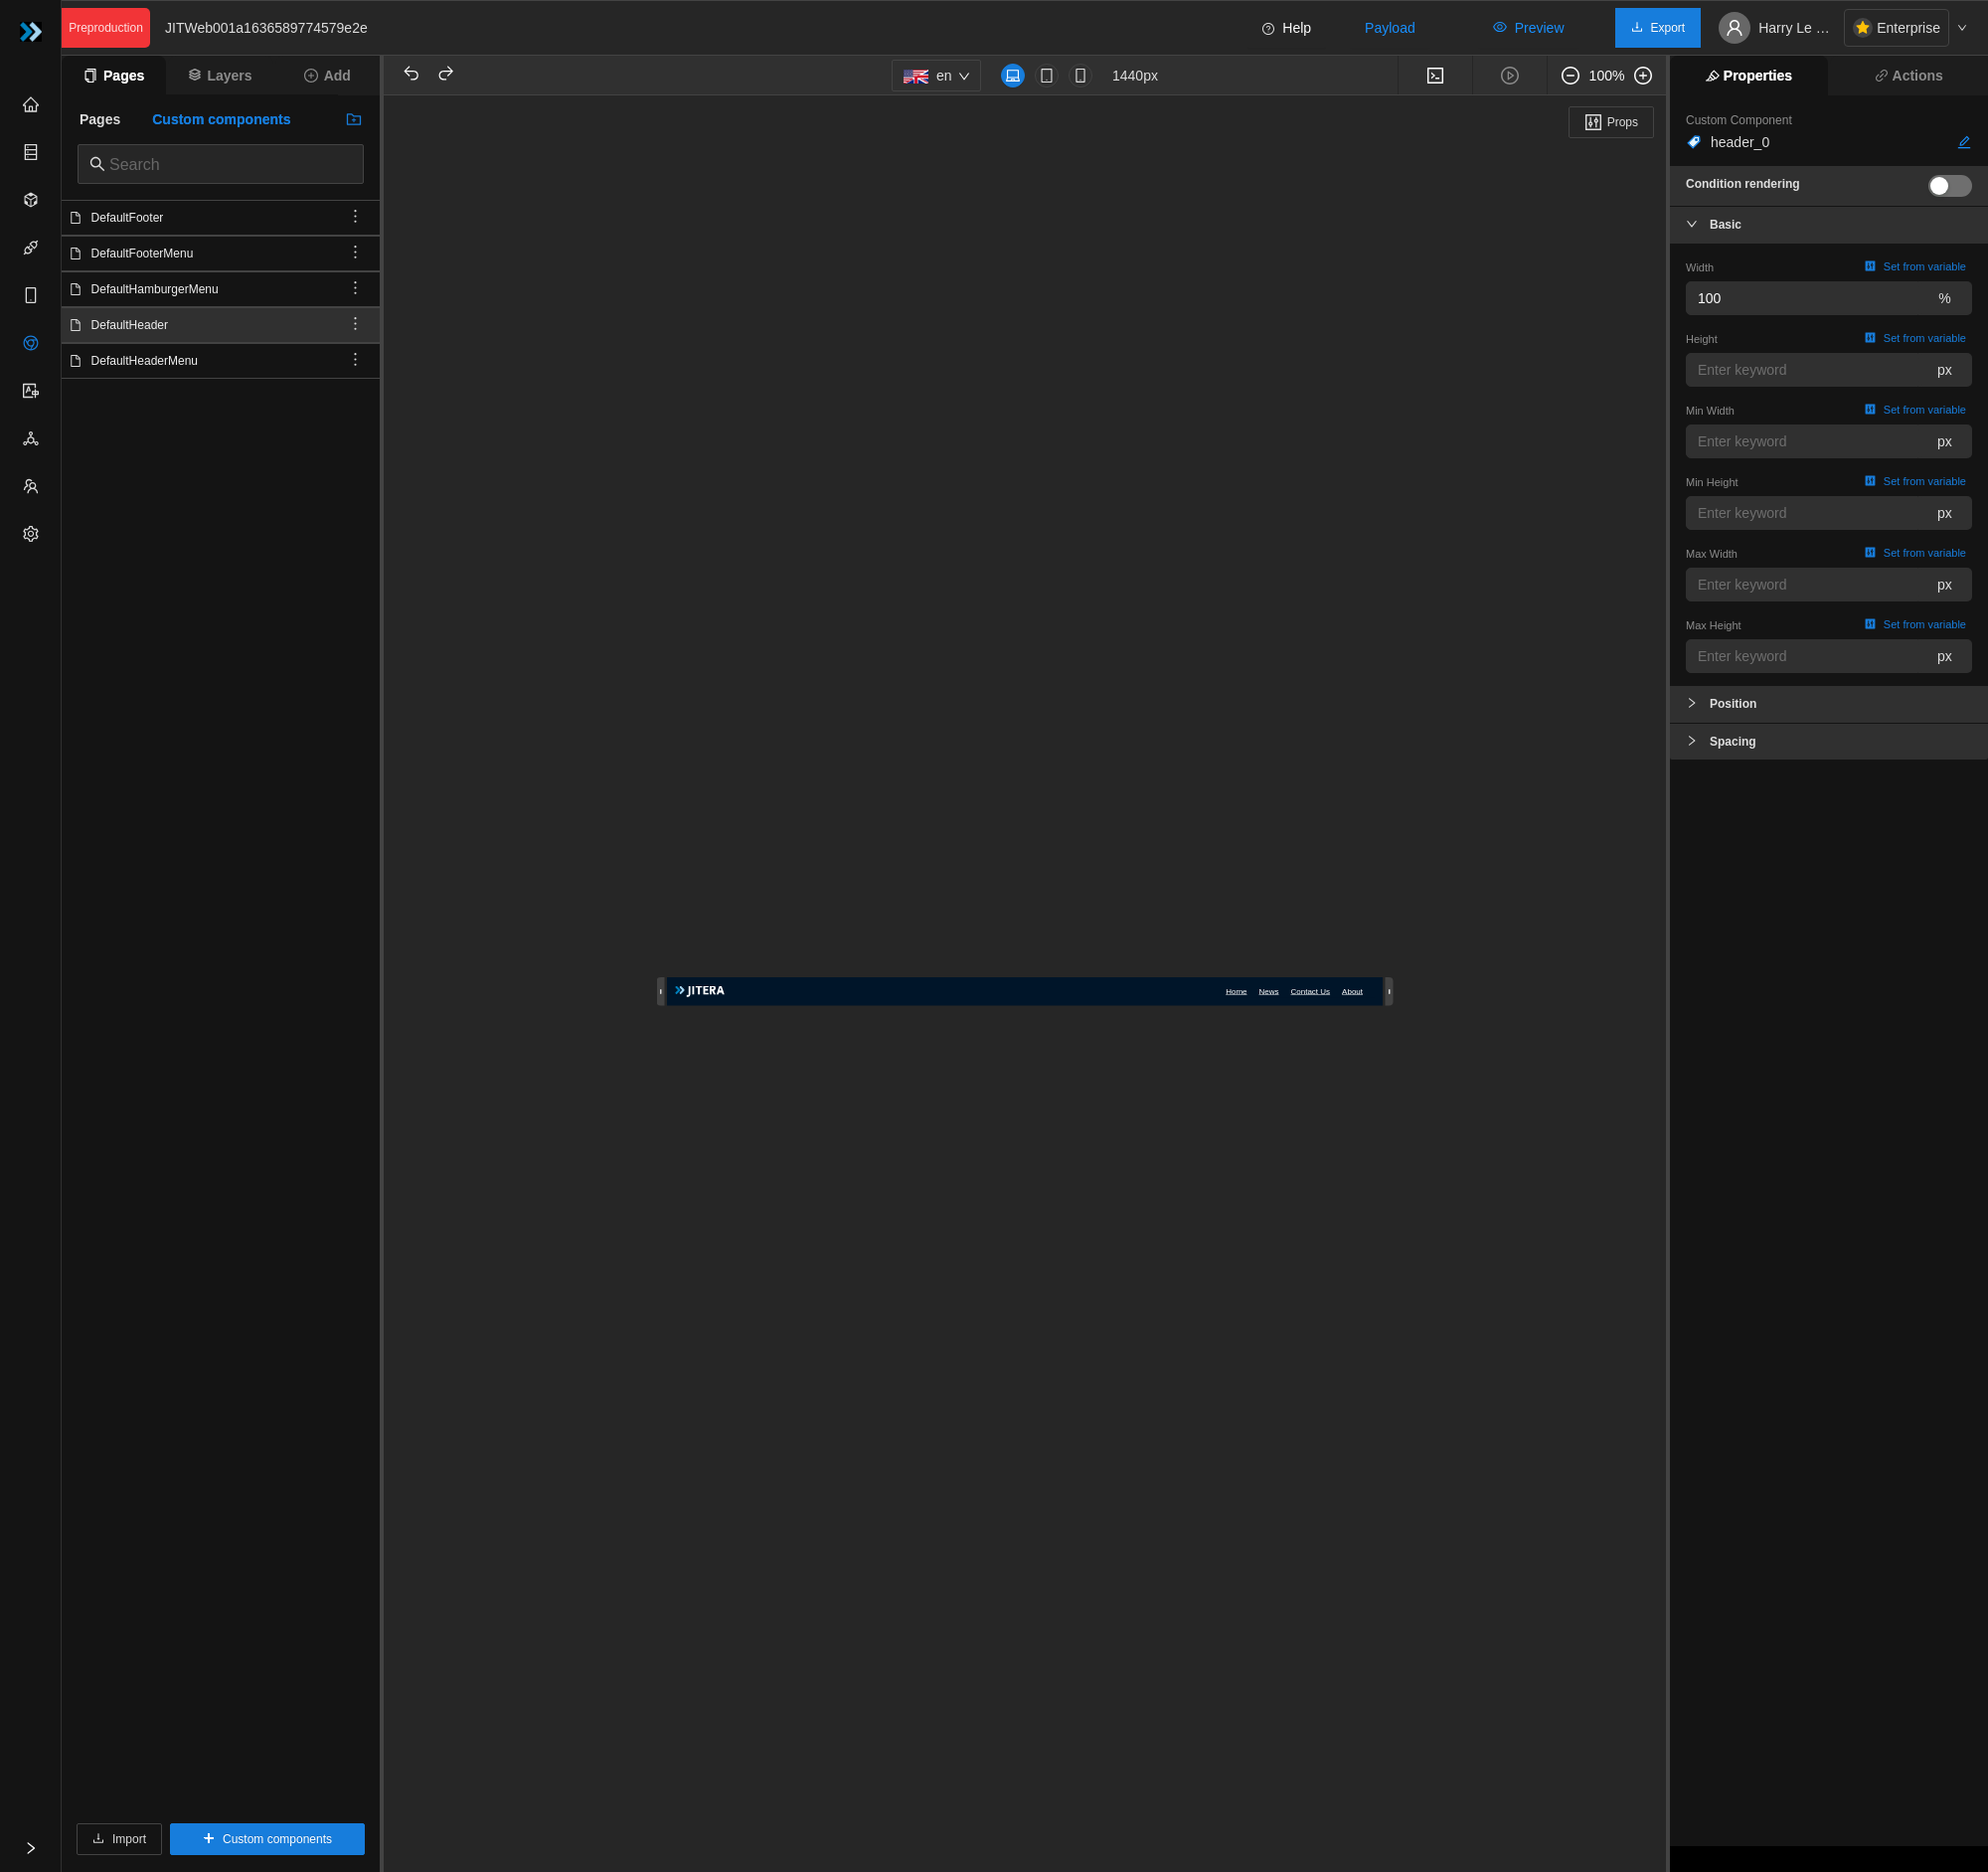 Preproduction JITWeb001a1636589774579e2e Help Payload Preview Export Harry Le ... Enterprise
Pages Layers Add
en 1440px 100%
Properties Actions
Pages Custom components
Search
DefaultFooter
DefaultFooterMenu
DefaultHamburgerMenu
DefaultHeader
DefaultHeaderMenu
Import Custom components
Props
JITERA Home News Contact Us About
Custom Component
header_0
Condition rendering
Basic
Width Set from variable
100 %
Height Set from variable
Enter keyword px
Min Width Set from variable
Enter keyword px
Min Height Set from variable
Enter keyword px
Max Width Set from variable
Enter keyword px
Max Height Set from variable
Enter keyword px
Position
Spacing